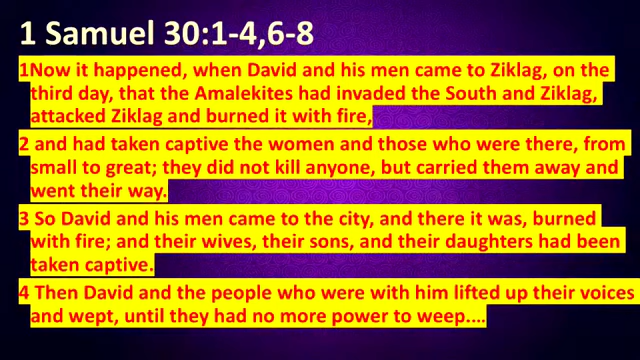 1 Samuel 30:1-4,6-8
1Now it happened, when David and his men came to Ziklag, on the
third day, that the Amalekites had invaded the South and Ziklag,
attacked Ziklag and burned it with fire,
2 and had taken captive the women and those who were there, from
small to great; they did not kill anyone, but carried them away and
went their way.
3 So David and his men came to the city, and there it was, burned
with fire; and their wives, their sons, and their daughters had been
taken captive.
4 Then David and the people who were with him lifted up their voices
and wept, until they had no more power to weep....